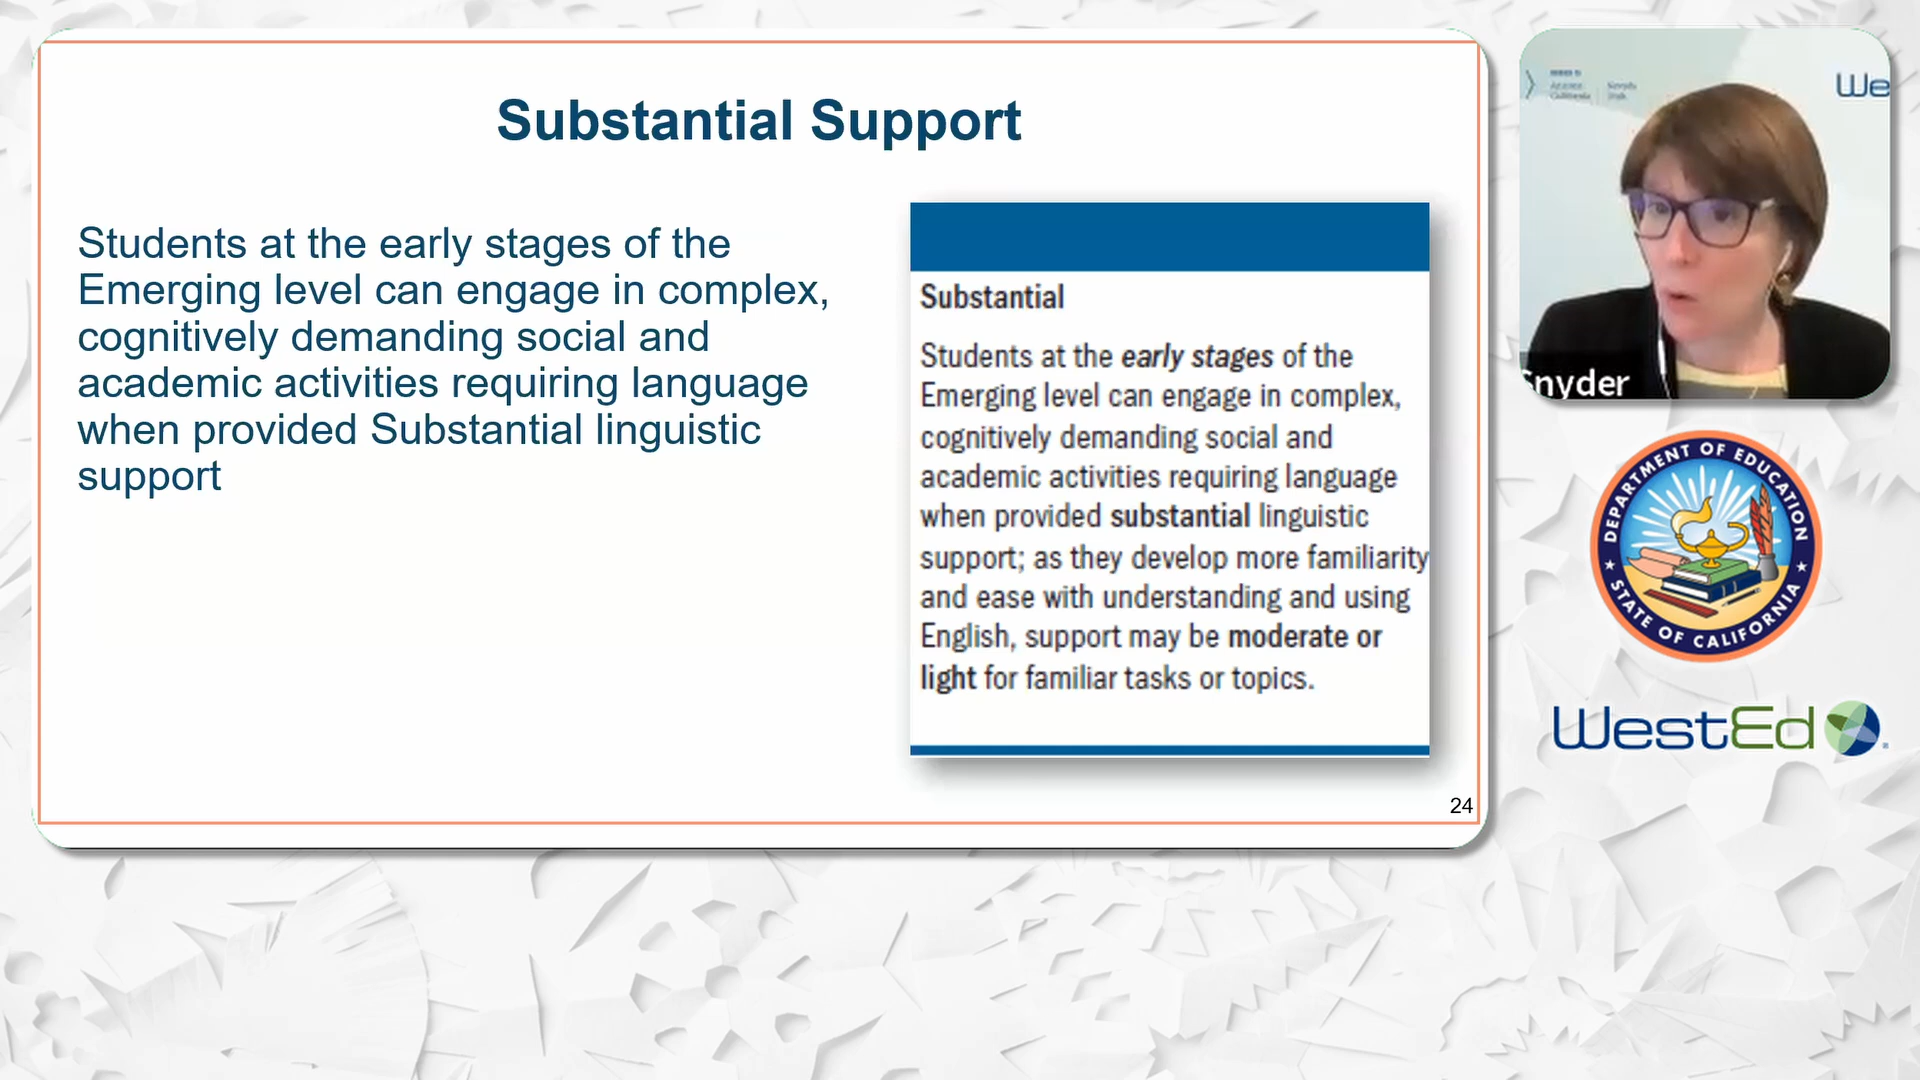 Substantial Support
Students at the early stages of the
Emerging level can engage in complex,
cognitively demanding social and
academic activities requiring language
when provided Substantial linguistic
support
Substantial
Students at the early stages of the
Emerging level can engage in complex,
cognitively demanding social and
academic activities requiring language
when provided substantial linguistic
support; as they develop more familiarity
and ease with understanding and using
English, support may be moderate or
light for familiar tasks or topics.
24
We
Snyder
DEPARTMENT OF EDUCATION
STATE OF CALIFORNIA
WestEd